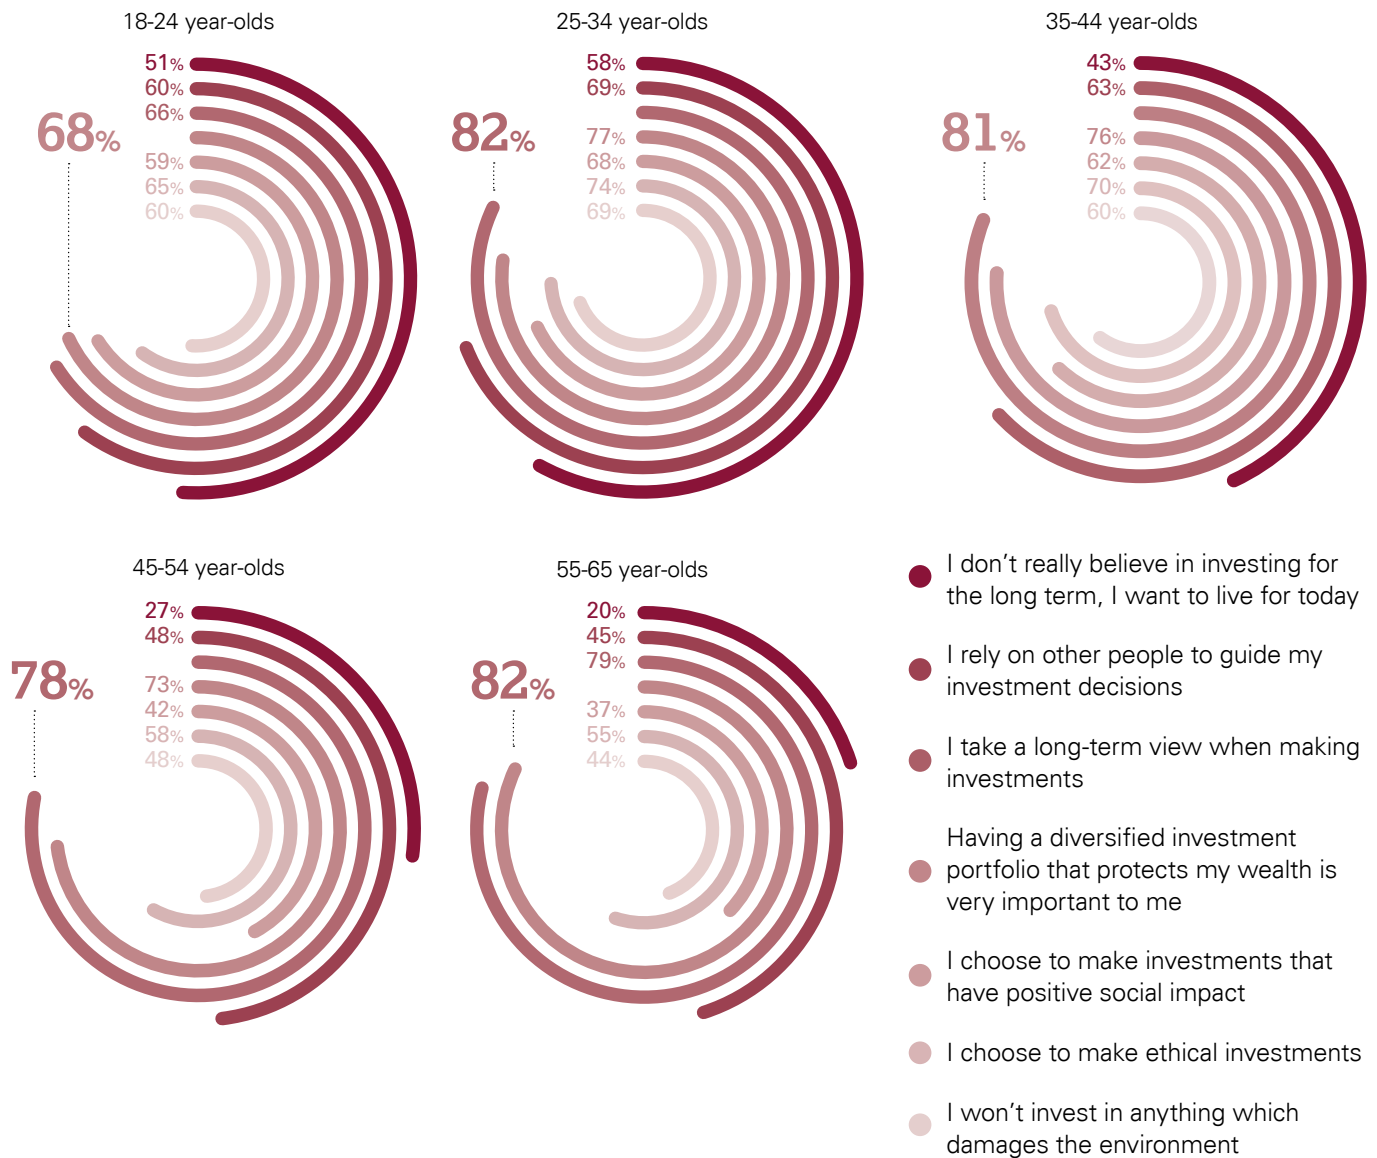 18-24 year-olds
51%
60%
66%
68%
59%
65%
60%
25-34 year-olds
58%
69%
82%
77%
68%
74%
69%
35-44 year-olds
43%
63%
81%
76%
62%
70%
60%
45-54 year-olds
27%
48%
78%
73%
42%
58%
48%
55-65 year-olds
20%
45%
79%
82%
37%
55%
44%
I don’t really believe in investing for
the long term, I want to live for today
I rely on other people to guide my
investment decisions
I take a long-term view when making
investments
Having a diversified investment
portfolio that protects my wealth is
very important to me
I choose to make investments that
have positive social impact
I choose to make ethical investments
I won’t invest in anything which
damages the environment